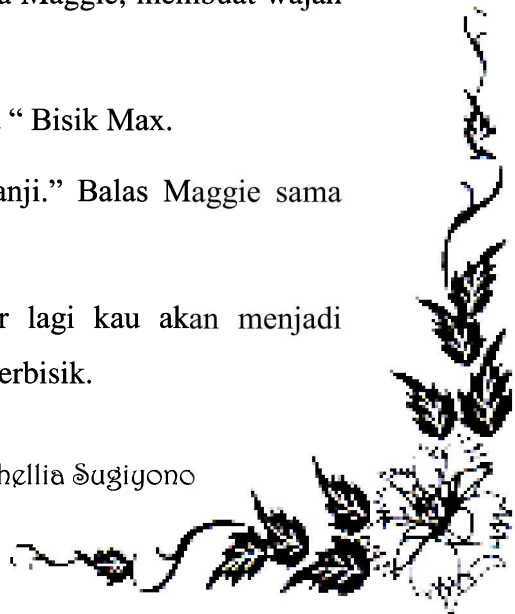 Maggie, membuat wajah
“ Bisik Max.
anji.” Balas Maggie sama
r lagi kau akan menjadi
erbisik.
hellia Sugiyono